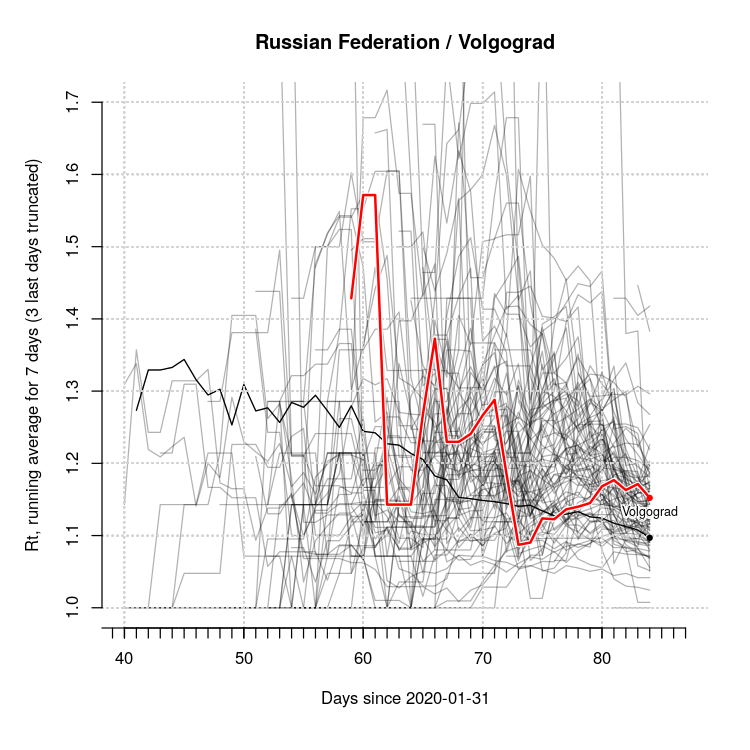 Russian Federation / Volgograd
Rt, running average for 7 days (3 last days truncated)
1.7
1.6
1.5
1.4
1.3
1.2
1.1
1.0
Volgograd
40 50 60 70 80
Days since 2020-01-31